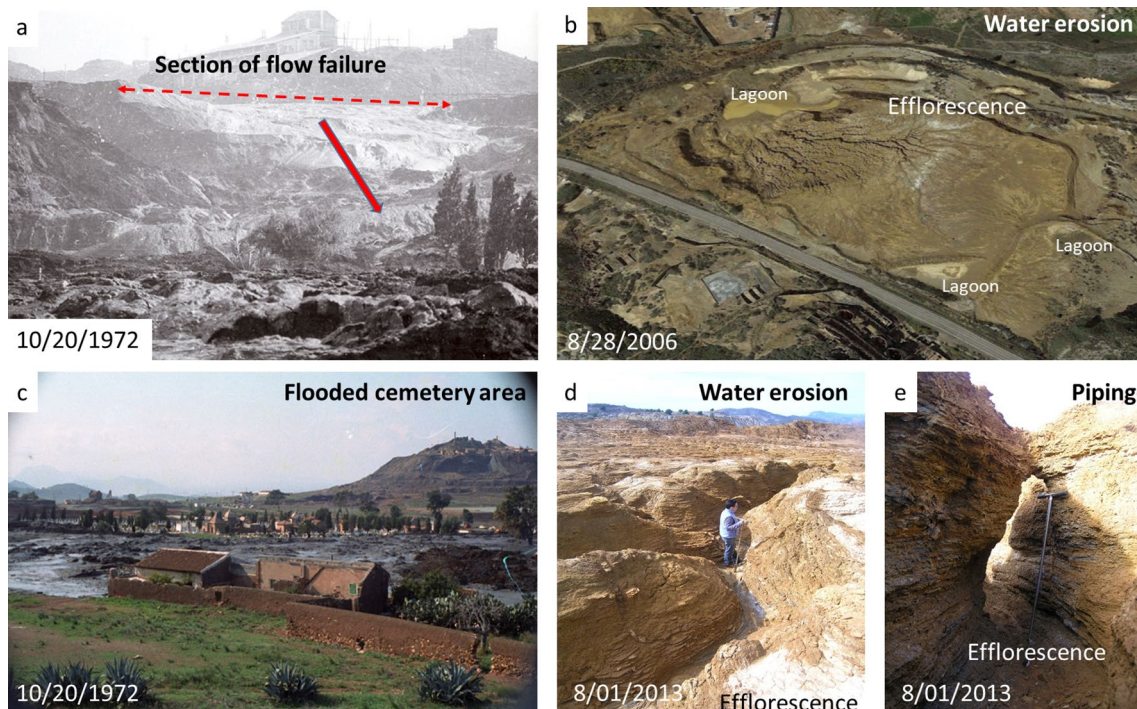 a
Section of flow failure
10/20/1972
b
Water erosion
Lagoon
Efflorescence
Lagoon
Lagoon
8/28/2006
c
Flooded cemetery area
10/20/1972
d
Water erosion
8/01/2013
Efflorescence
e
Piping
Efflorescence
8/01/2013